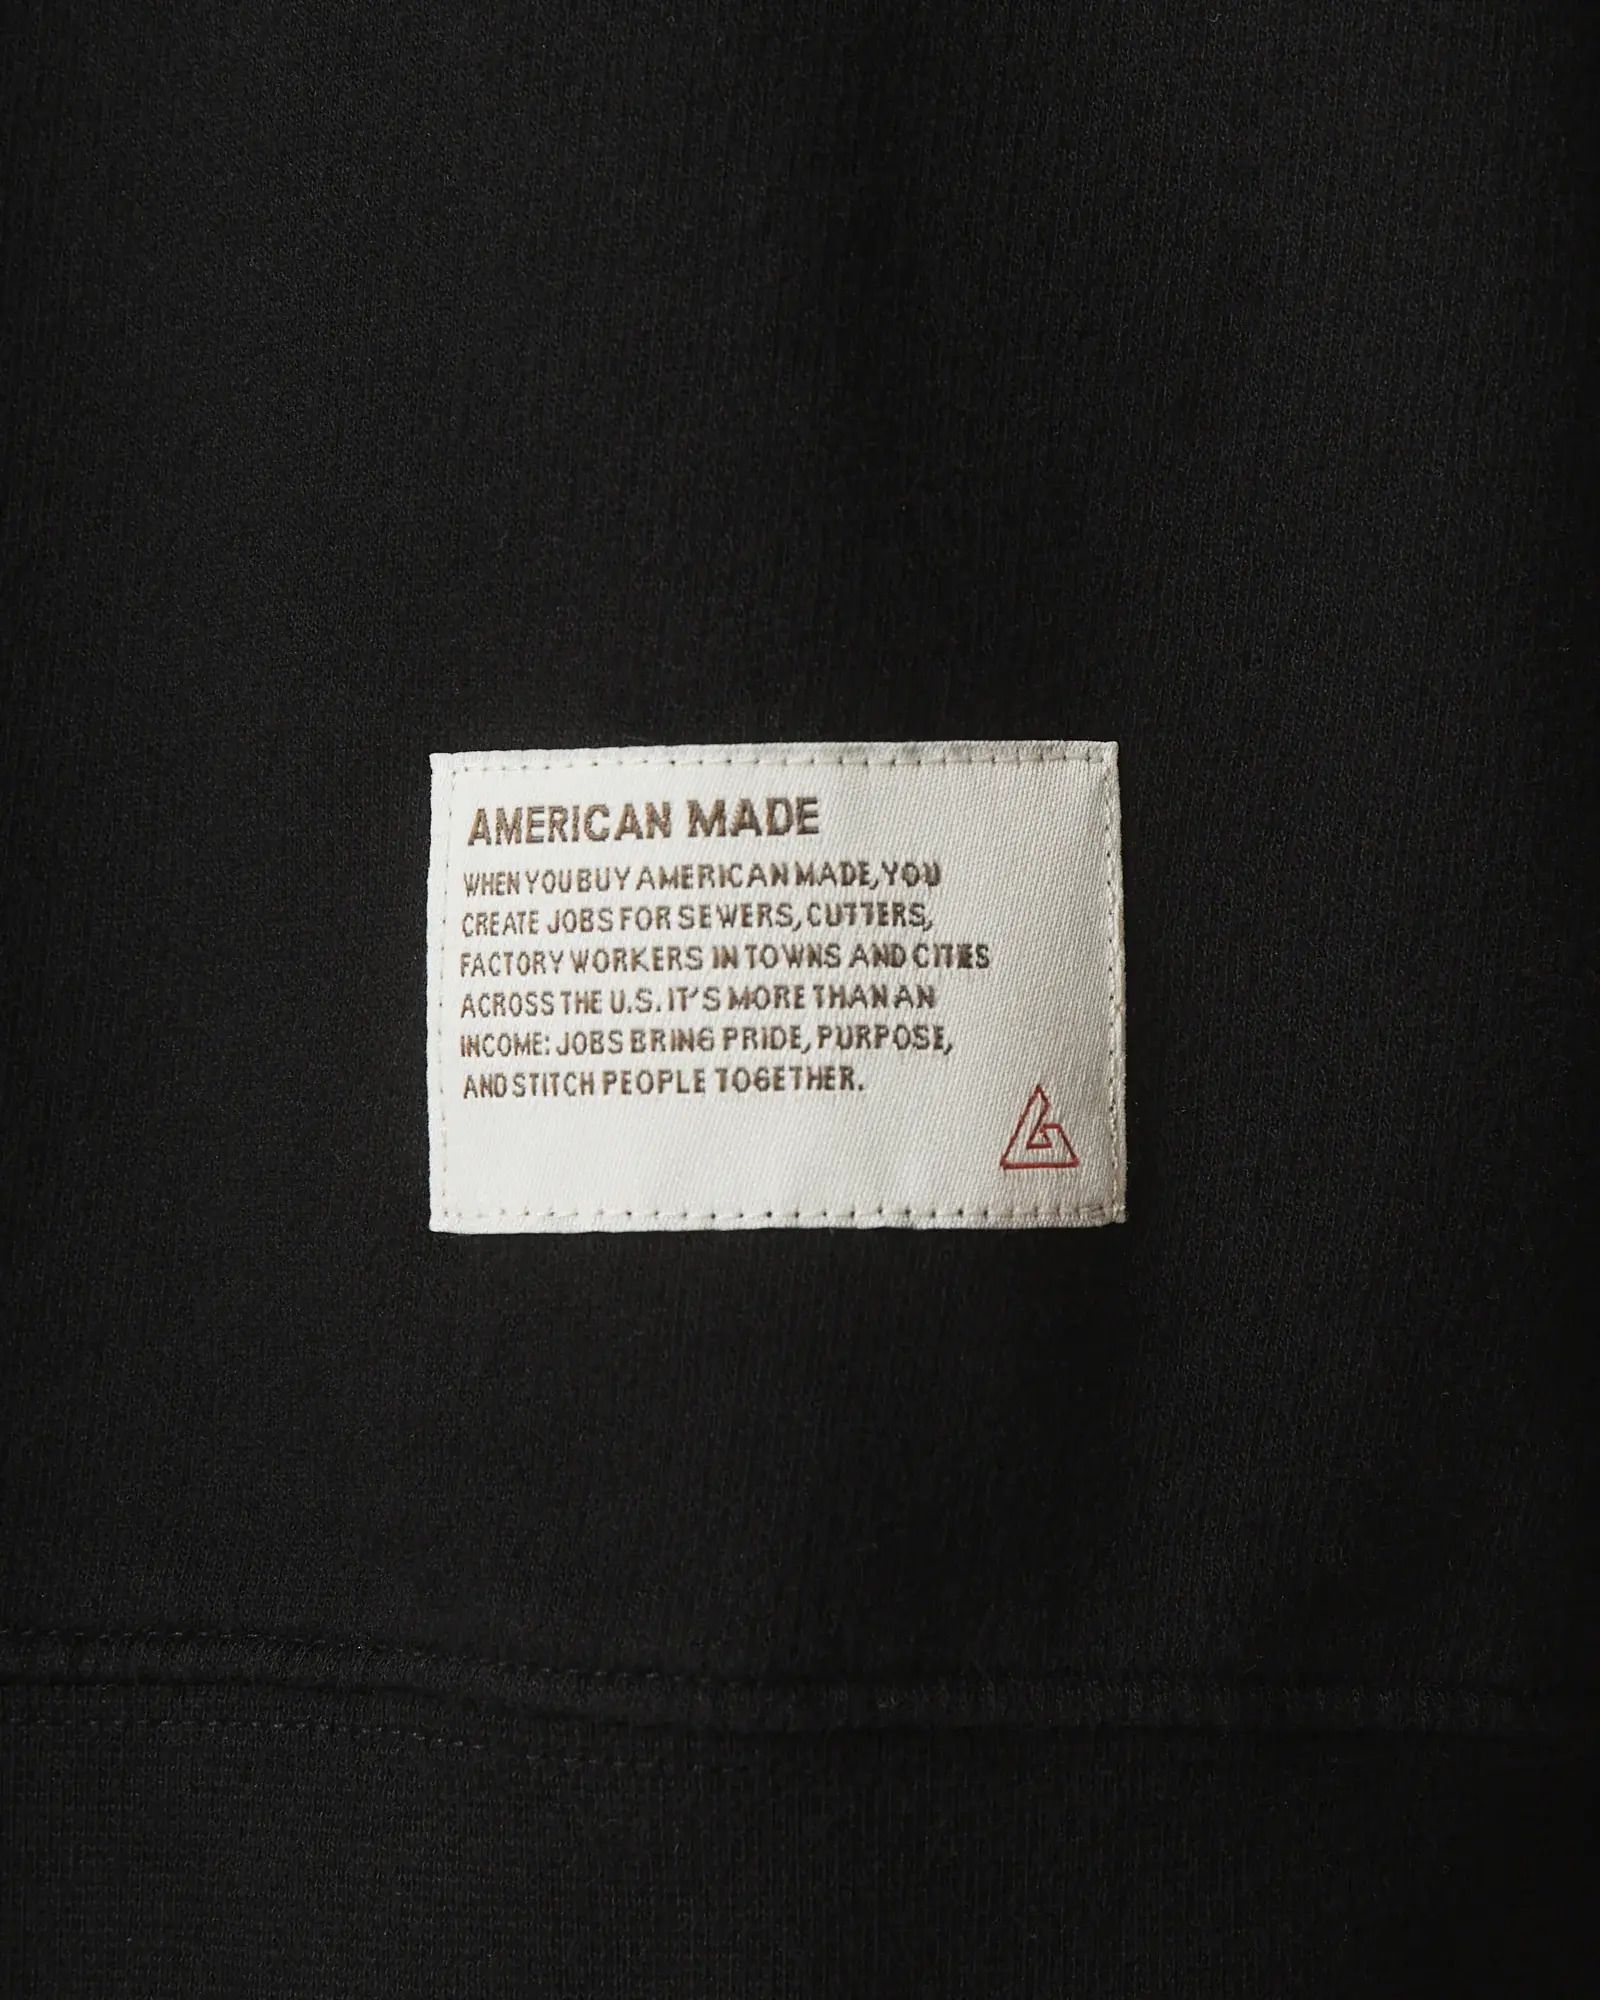 AMERICAN MADE
WHEN YOU BUY AMERICAN MADE, YOU
CREATE JOBS FOR SEWERS, CUTTERS,
FACTORY WORKERS IN TOWNS AND CITIES
ACROSS THE U.S. IT'S MORE THAN AN
INCOME: JOBS BRING PRIDE, PURPOSE,
AND STITCH PEOPLE TOGETHER.